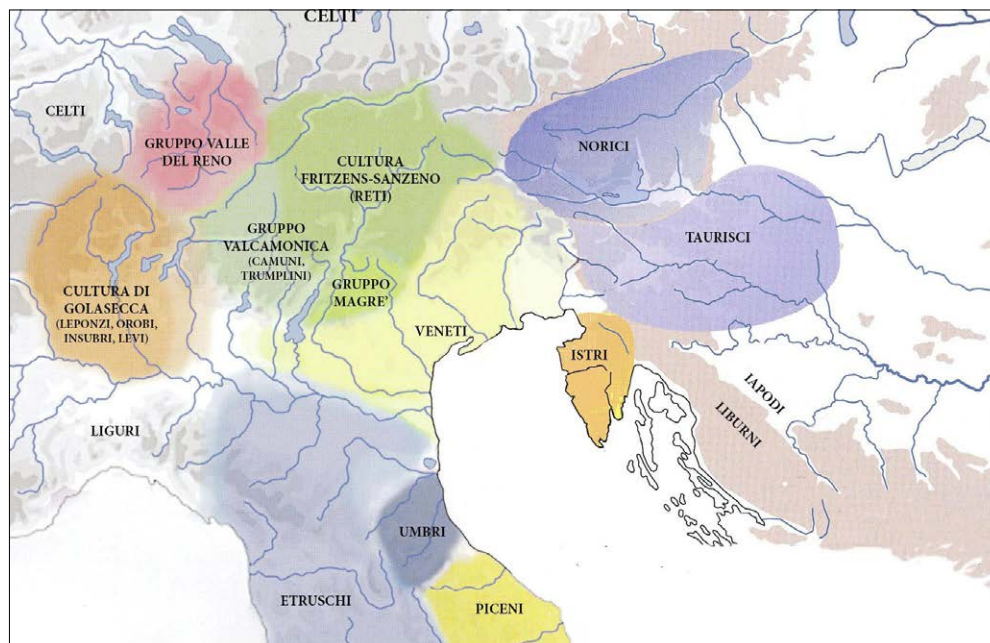 CELTI
CELTI
GRUPPO VALLE
DEL RENO
CULTURA
FRITZENS-SANZENO
(RETI)
NORICI
TAURISCI
GRUPPO
VALCAMONICA
(CAMUNI,
TRUMPLINI)
CULTURA DI
GOLASECCA
(LEPONZI, OROBI,
INSUBRI, LEVI)
GRUPPO
MAGRE'
VENETI
ISTRI
IAPODI
LIBURNI
LIGURI
UMBRI
ETRUSCHI
PICENI